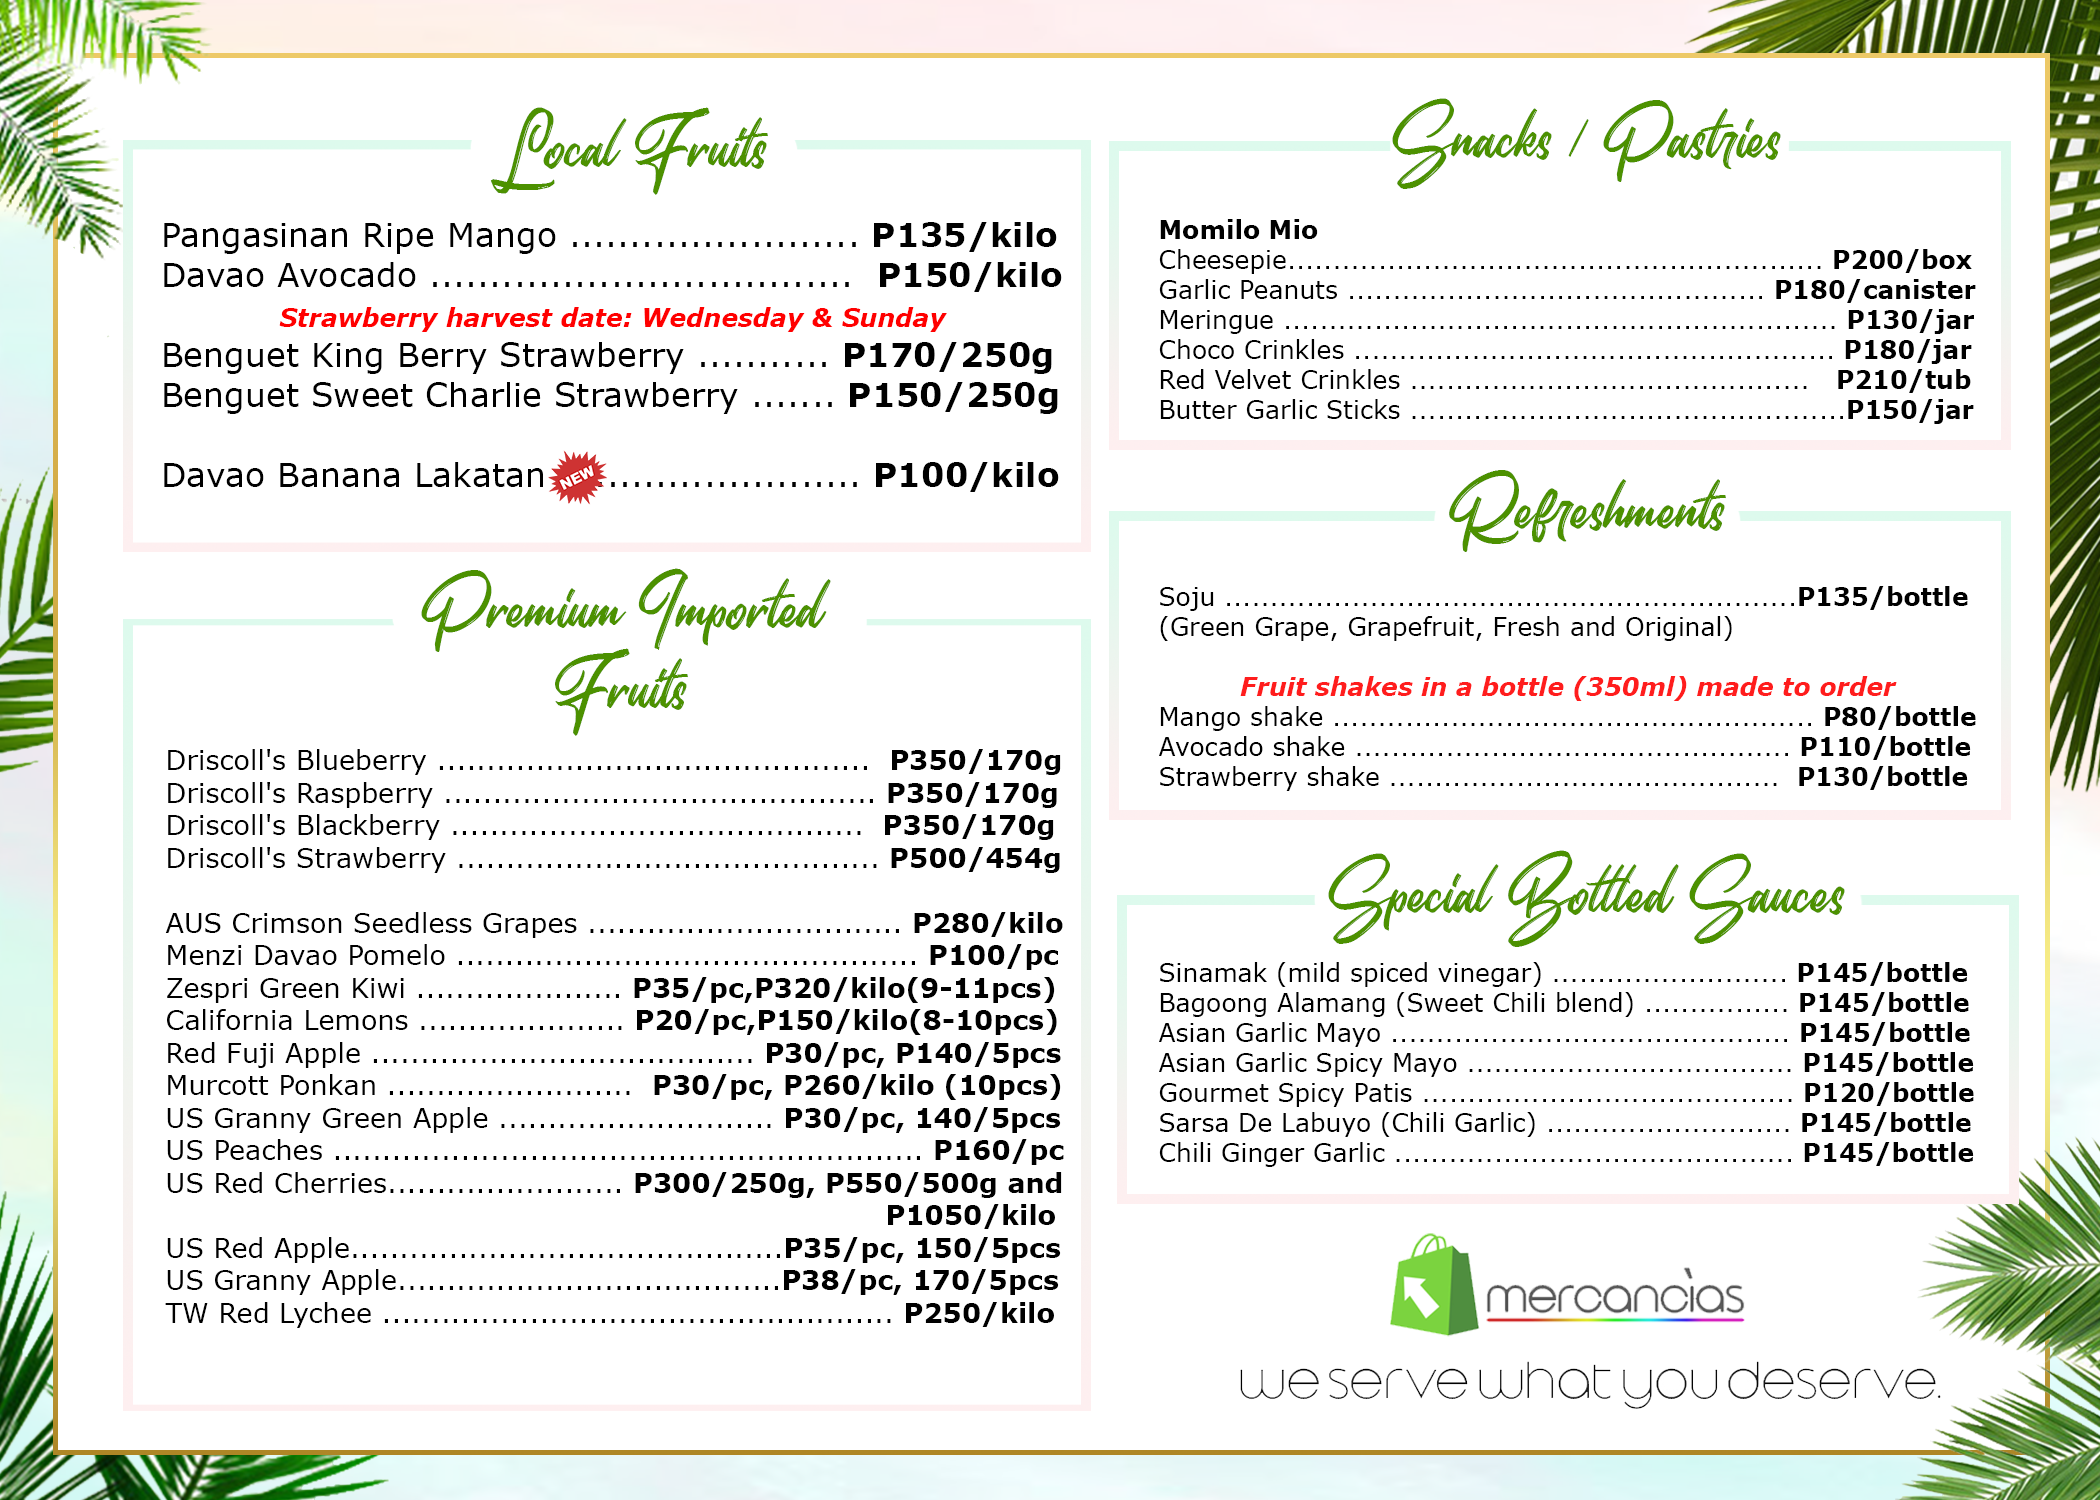 Local Fruits
Pangasinan Ripe Mango ........................ P135/kilo
Davao Avocado .................................... P150/kilo
Strawberry harvest date: Wednesday & Sunday
Benguet King Berry Strawberry ........... P170/250g
Benguet Sweet Charlie Strawberry ....... P150/250g
Davao Banana Lakatan NEW ..................... P100/kilo
Premium Imported
Fruits
Driscoll's Blueberry ............................................ P350/170g
Driscoll's Raspberry ............................................ P350/170g
Driscoll's Blackberry .......................................... P350/170g
Driscoll's Strawberry ........................................... P500/454g
AUS Crimson Seedless Grapes ................................ P280/kilo
Menzi Davao Pomelo ............................................... P100/pc
Zespri Green Kiwi ..................... P35/pc,P320/kilo(9-11pcs)
California Lemons ..................... P20/pc,P150/kilo(8-10pcs)
Red Fuji Apple ....................................... P30/pc, P140/5pcs
Murcott Ponkan ......................... P30/pc, P260/kilo (10pcs)
US Granny Green Apple ............................ P30/pc, 140/5pcs
US Peaches ............................................................ P160/pc
US Red Cherries........................ P300/250g, P550/500g and
P1050/kilo
US Red Apple............................................P35/pc, 150/5pcs
US Granny Apple.......................................P38/pc, 170/5pcs
TW Red Lychee .................................................... P250/kilo
Snacks / Pastries
Momilo Mio
Cheesepie........................................................... P200/box
Garlic Peanuts .............................................. P180/canister
Meringue ............................................................. P130/jar
Choco Crinkles ..................................................... P180/jar
Red Velvet Crinkles ............................................ P210/tub
Butter Garlic Sticks ................................................P150/jar
Refreshments
Soju ...............................................................P135/bottle
(Green Grape, Grapefruit, Fresh and Original)
Fruit shakes in a bottle (350ml) made to order
Mango shake ..................................................... P80/bottle
Avocado shake ................................................ P110/bottle
Strawberry shake ........................................... P130/bottle
Special Bottled Sauces
Sinamak (mild spiced vinegar) .......................... P145/bottle
Bagoong Alamang (Sweet Chili blend) ................ P145/bottle
Asian Garlic Mayo ............................................ P145/bottle
Asian Garlic Spicy Mayo .................................... P145/bottle
Gourmet Spicy Patis ......................................... P120/bottle
Sarsa De Labuyo (Chili Garlic) ........................... P145/bottle
Chili Ginger Garlic ............................................ P145/bottle
mercancìas
we serve what you deserve.